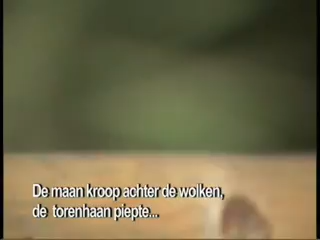 De maan kroop achter de wolken,
de torenhaan piepte...